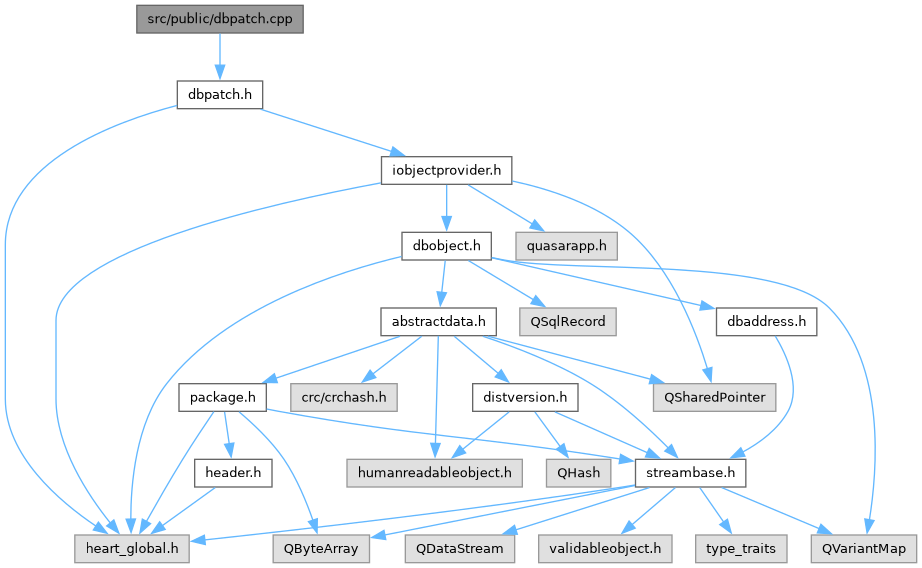 src/public/dbpatch.cpp
dbpatch.h
iobjectprovider.h
dbobject.h
quasarapp.h
abstractdata.h
QSqlRecord
dbaddress.h
package.h
crc/crchash.h
distversion.h
QSharedPointer
header.h
humanreadableobject.h
QHash
streambase.h
heart_global.h
QByteArray
QDataStream
validableobject.h
type_traits
QVariantMap